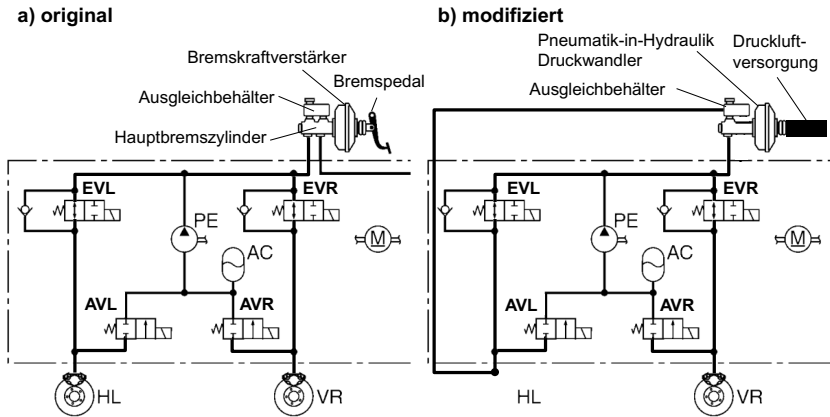 a) original
Bremskraftverstärker
Bremspedal
Ausgleichbehälter
Hauptbremszylinder
EVL
EVR
PE
AC
M
AVL
AVR
HL
VR
b) modifiziert
Pneumatik-in-Hydraulik
Druckwandler
Druckluft-
versorgung
Ausgleichbehälter
EVL
EVR
PE
AC
M
AVL
AVR
HL
VR